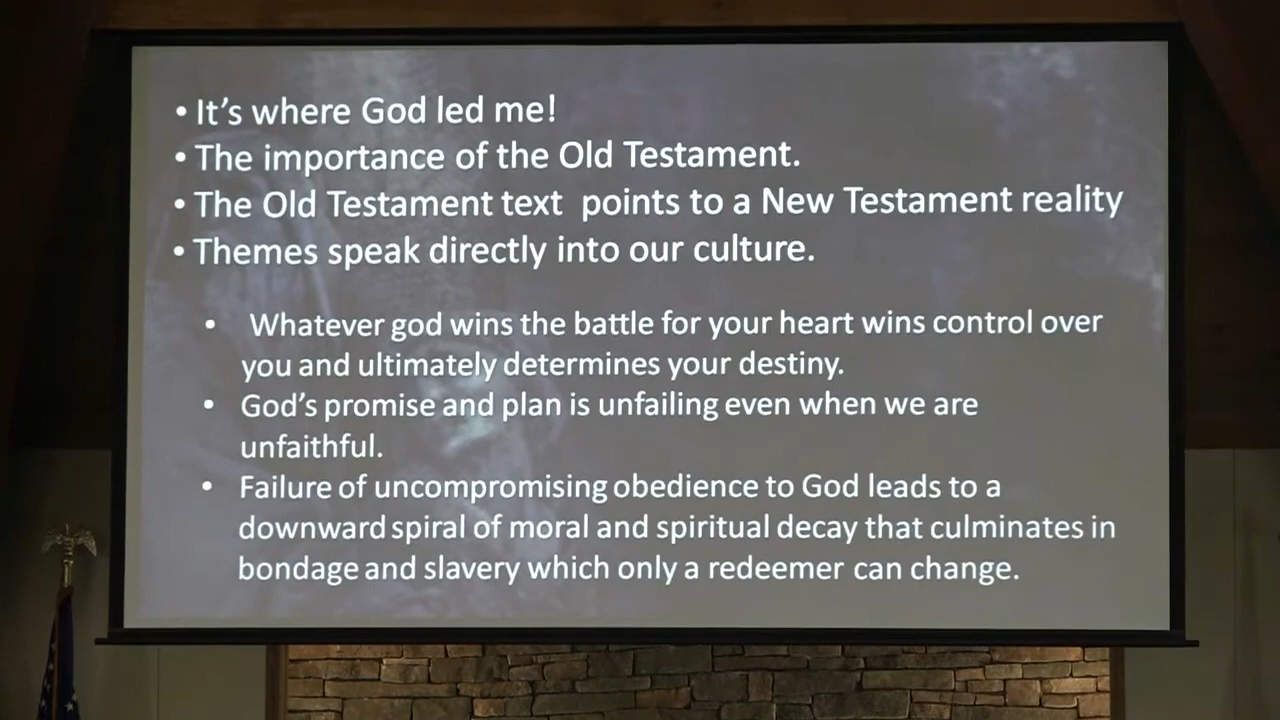 • It's where God led me!
• The importance of the Old Testament.
• The Old Testament text  points to a New Testament reality
• Themes speak directly into our culture.
• Whatever god wins the battle for your heart wins control over
you and ultimately determines your destiny.
• God's promise and plan is unfailing even when we are
unfaithful.
• Failure of uncompromising obedience to God leads to a
downward spiral of moral and spiritual decay that culminates in
bondage and slavery which only a redeemer can change.